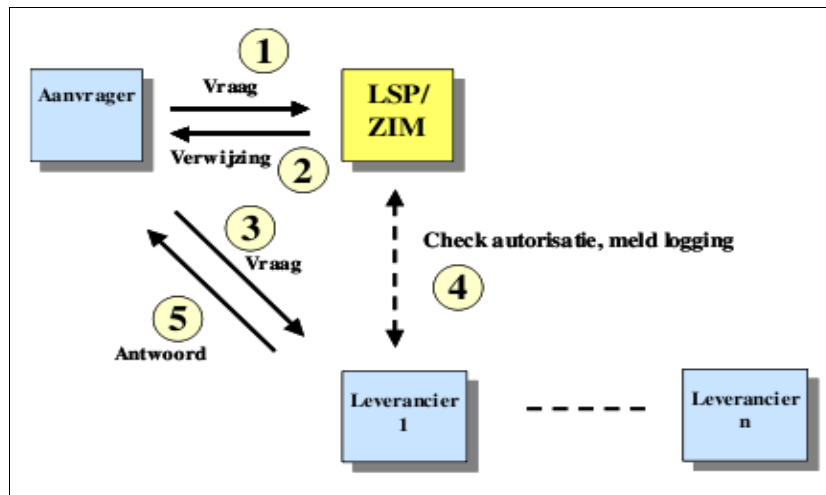 1
Aanvrager
Vraag
LSP/
ZIM
Verwijzing
2
3
Vraag
Check autorisatie, meld logging
4
5
Antwoord
Leverancier
1
Leverancier
n